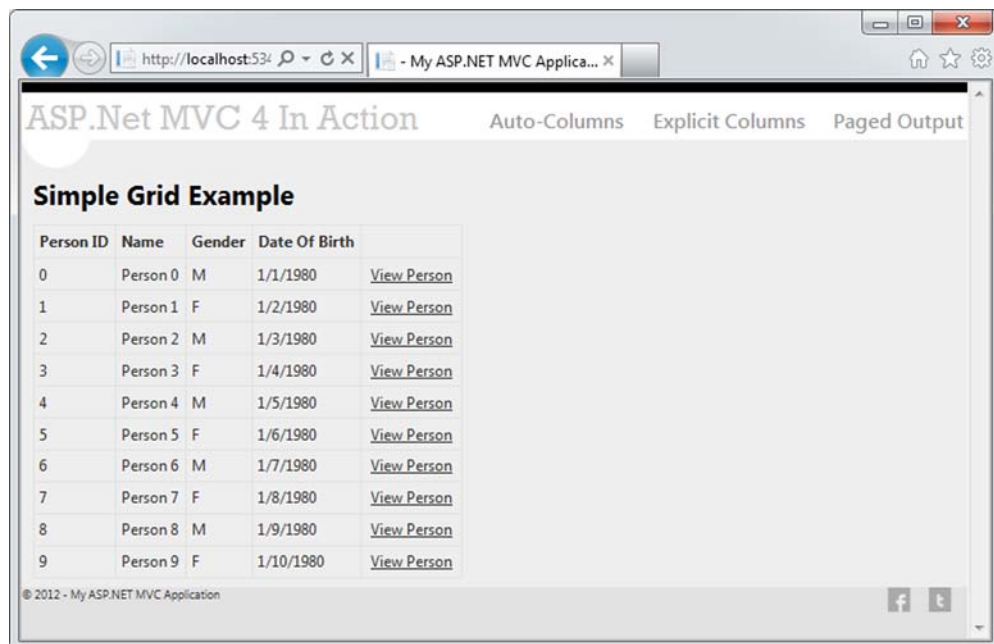 http://localhost:534
- My ASP.NET MVC Applica...
ASP.Net MVC 4 In Action
Auto-Columns Explicit Columns Paged Output
Simple Grid Example
Person ID Name Gender Date Of Birth
0 Person 0 M 1/1/1980 View Person
1 Person 1 F 1/2/1980 View Person
2 Person 2 M 1/3/1980 View Person
3 Person 3 F 1/4/1980 View Person
4 Person 4 M 1/5/1980 View Person
5 Person 5 F 1/6/1980 View Person
6 Person 6 M 1/7/1980 View Person
7 Person 7 F 1/8/1980 View Person
8 Person 8 M 1/9/1980 View Person
9 Person 9 F 1/10/1980 View Person
© 2012 - My ASP.NET MVC Application